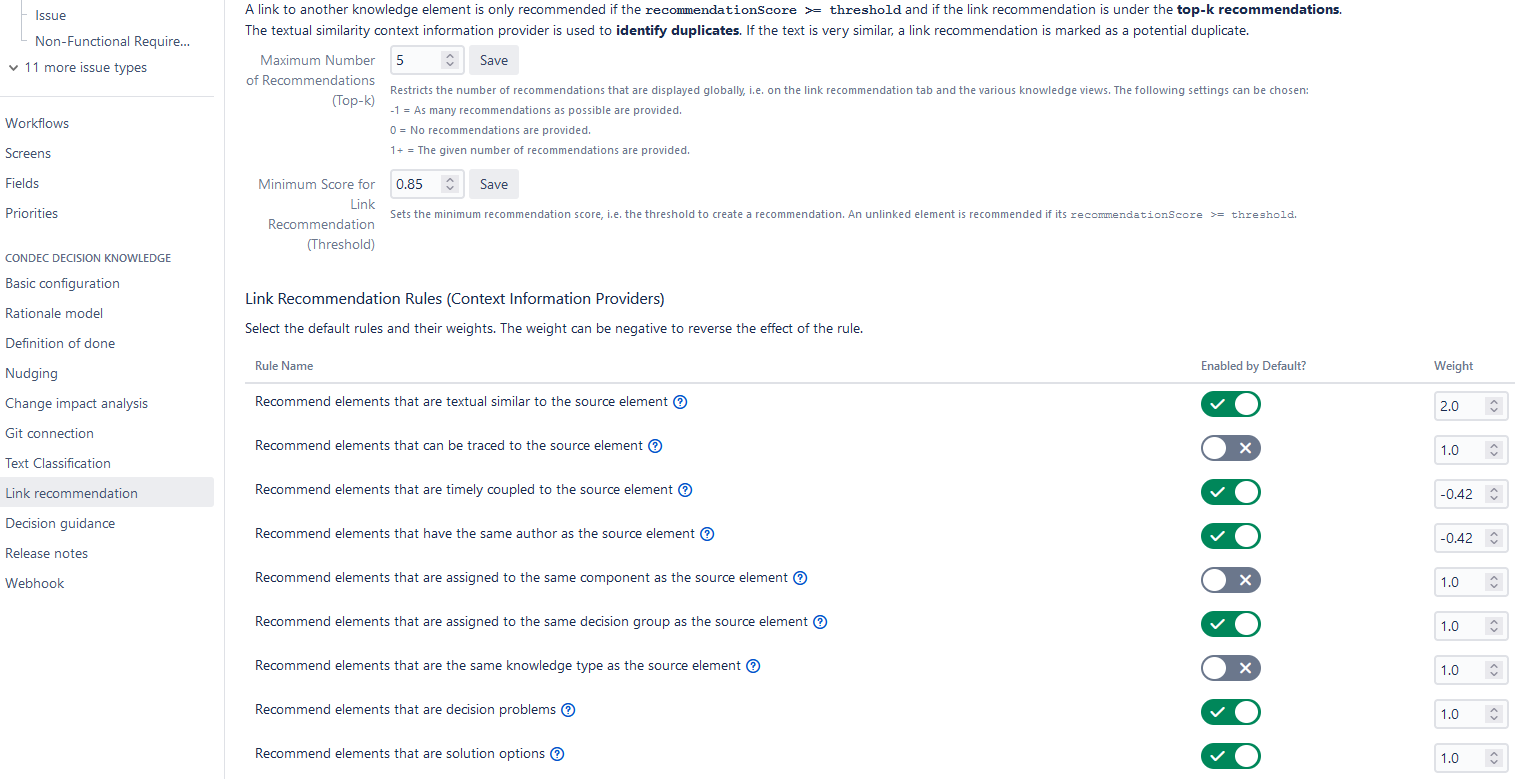 Issue
Non-Functional Require...
11 more issue types
Workflows
Screens
Fields
Priorities
CONDEC DECISION KNOWLEDGE
Basic configuration
Rationale model
Definition of done
Nudging
Change impact analysis
Git connection
Text Classification
Link recommendation
Decision guidance
Release notes
Webhook
A link to another knowledge element is only recommended if the recommendationScore >= threshold and if the link recommendation is under the top-k recommendations.
The textual similarity context information provider is used to identify duplicates. If the text is very similar, a link recommendation is marked as a potential duplicate.
Maximum Number
of Recommendations
(Top-k)
5
Save
Restricts the number of recommendations that are displayed globally, i.e. on the link recommendation tab and the various knowledge views. The following settings can be chosen:
-1 = As many recommendations as possible are provided.
0 = No recommendations are provided.
1+ = The given number of recommendations are provided.
Minimum Score for
Link
Recommendation
(Threshold)
0.85
Save
Sets the minimum recommendation score, i.e. the threshold to create a recommendation. An unlinked element is recommended if its recommendationScore >= threshold.
Link Recommendation Rules (Context Information Providers)
Select the default rules and their weights. The weight can be negative to reverse the effect of the rule.
Rule Name Enabled by Default? Weight
Recommend elements that are textual similar to the source element ? 2.0
Recommend elements that can be traced to the source element ? 1.0
Recommend elements that are timely coupled to the source element ? -0.42
Recommend elements that have the same author as the source element ? -0.42
Recommend elements that are assigned to the same component as the source element ? 1.0
Recommend elements that are assigned to the same decision group as the source element ? 1.0
Recommend elements that are the same knowledge type as the source element ? 1.0
Recommend elements that are decision problems ? 1.0
Recommend elements that are solution options ? 1.0